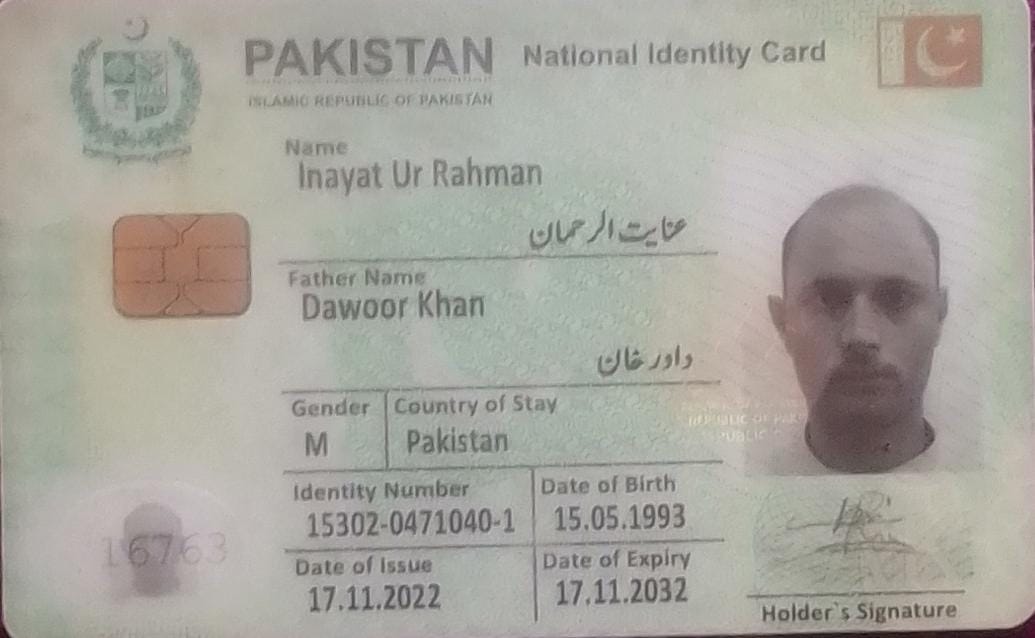 PAKISTAN National Identity Card
ISLAMIC REPUBLIC OF PAKISTAN
Name
Inayat Ur Rahman
عنایت الرحمان
Father Name
Dawoor Khan
داور خان
Gender Country of Stay
M Pakistan
Identity Number Date of Birth
15302-0471040-1 15.05.1993
Date of Issue Date of Expiry
17.11.2022 17.11.2032
Holder`s Signature